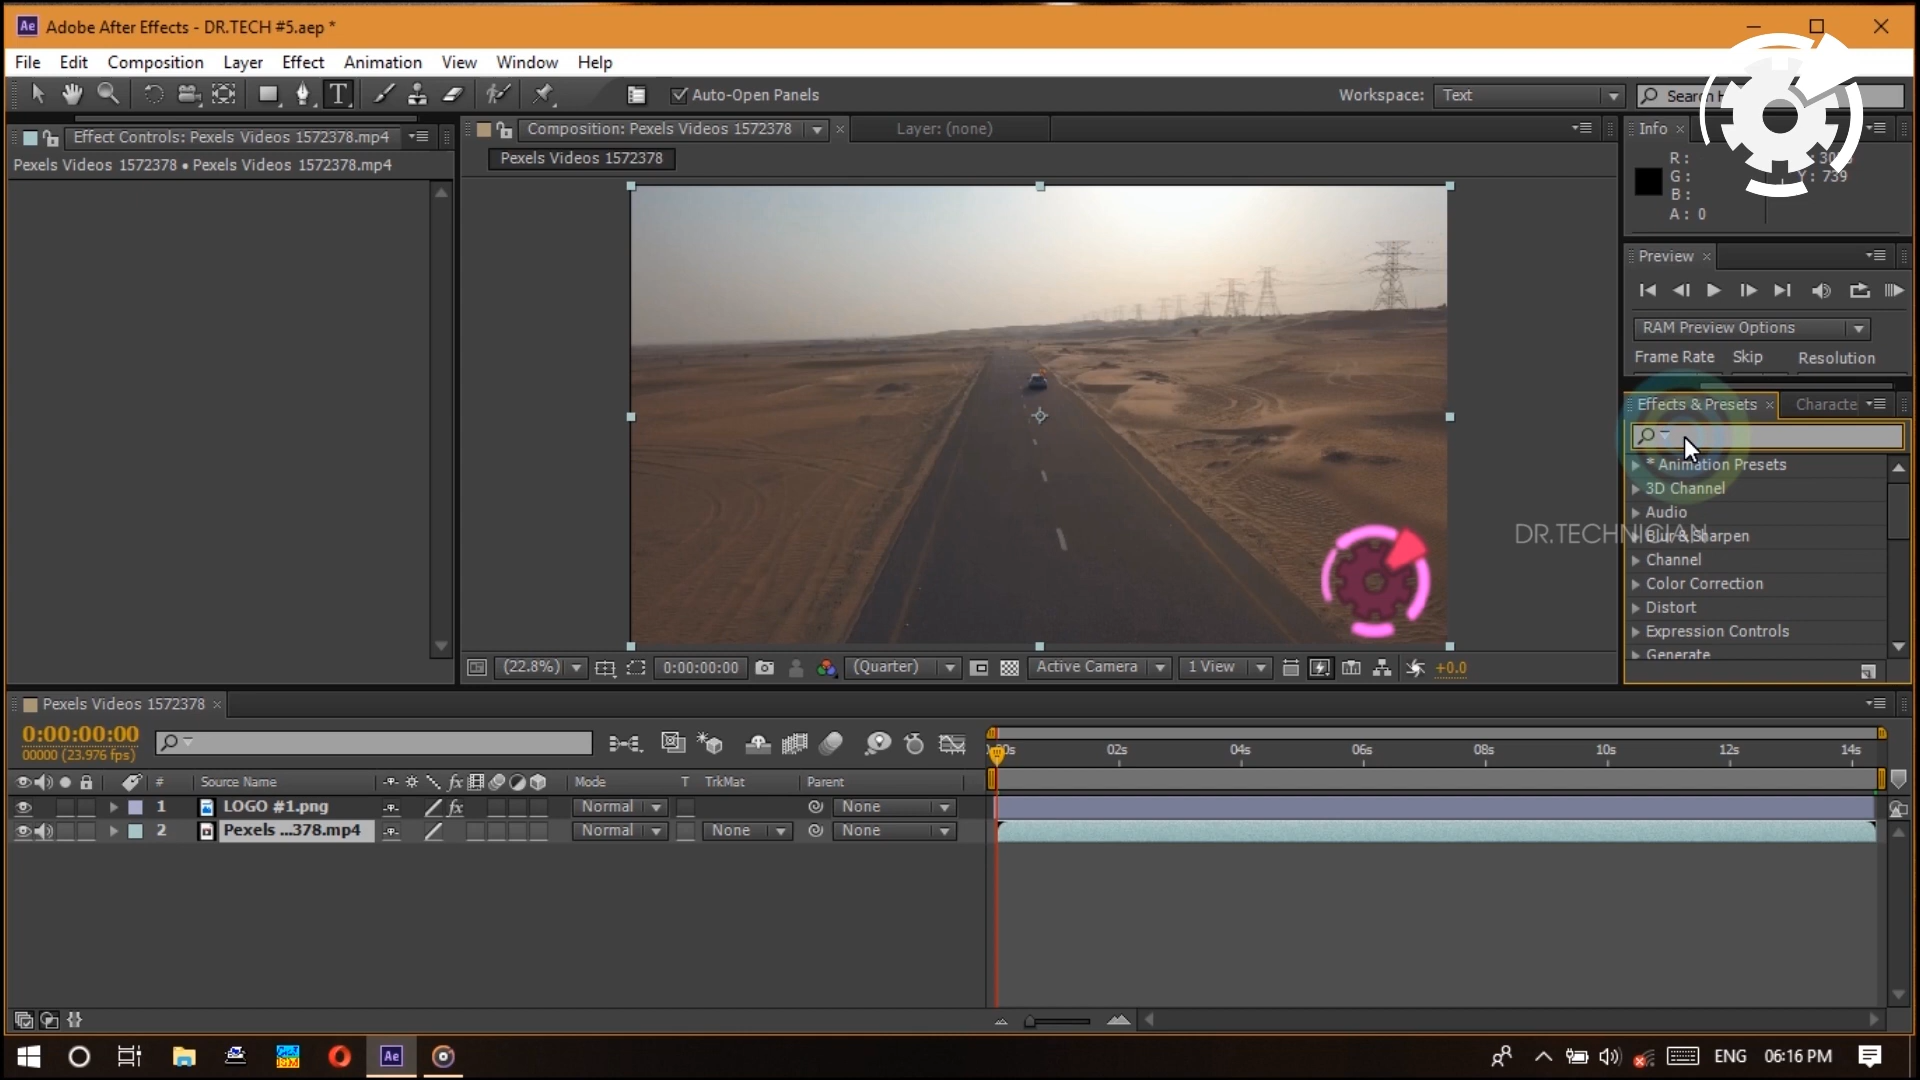 Adobe After Effects - DR.TECH #5.aep *
File Edit Composition Layer Effect Animation View Window Help
Auto-Open Panels
Workspace: Text
Search
Effect Controls: Pexels Videos 1572378.mp4
Pexels Videos 1572378 • Pexels Videos 1572378.mp4
Composition: Pexels Videos 1572378
Layer: (none)
Pexels Videos 1572378
Info
R:
G:
B:
A: 0
Y: 739
Preview
RAM Preview Options
Frame Rate Skip Resolution
Effects & Presets
Characte
* Animation Presets
3D Channel
Audio
Blur & Sharpen
DR.TECHNICIAN
Channel
Color Correction
Distort
Expression Controls
Generate
(22.8%)
0:00:00:00
(Quarter)
Active Camera
1 View
+0.0
Pexels Videos 1572378
0:00:00:00
00000 (23.976 fps)
02s 04s 06s 08s 10s 12s 14s
# Source Name fx Mode T TrkMat Parent
1 LOGO #1.png fx Normal None
2 Pexels ...378.mp4 Normal None None
Ae
ENG 06:16 PM